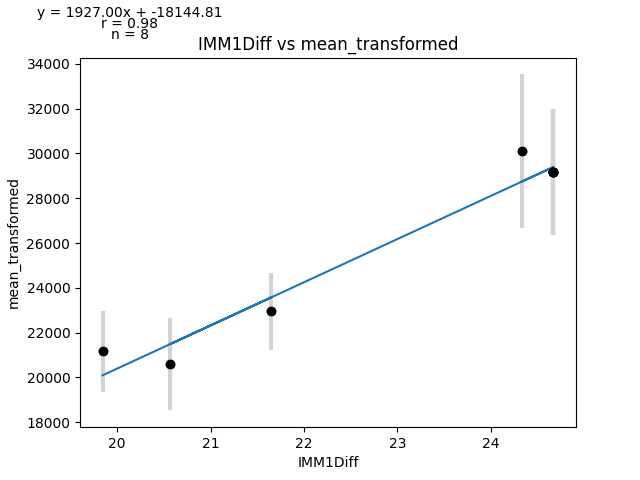 y = 1927.00x + -18144.81
r = 0.98
n = 8
IMM1Diff vs mean_transformed
34000
32000
30000
28000
26000
24000
22000
20000
18000
mean_transformed
20
21
22
23
24
IMM1Diff